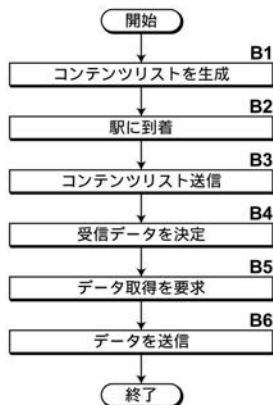 開始
B1
コンテンツリストを生成
B2
駅に到着
B3
コンテンツリスト送信
B4
受信データを決定
B5
データ取得を要求
B6
データを送信
終了